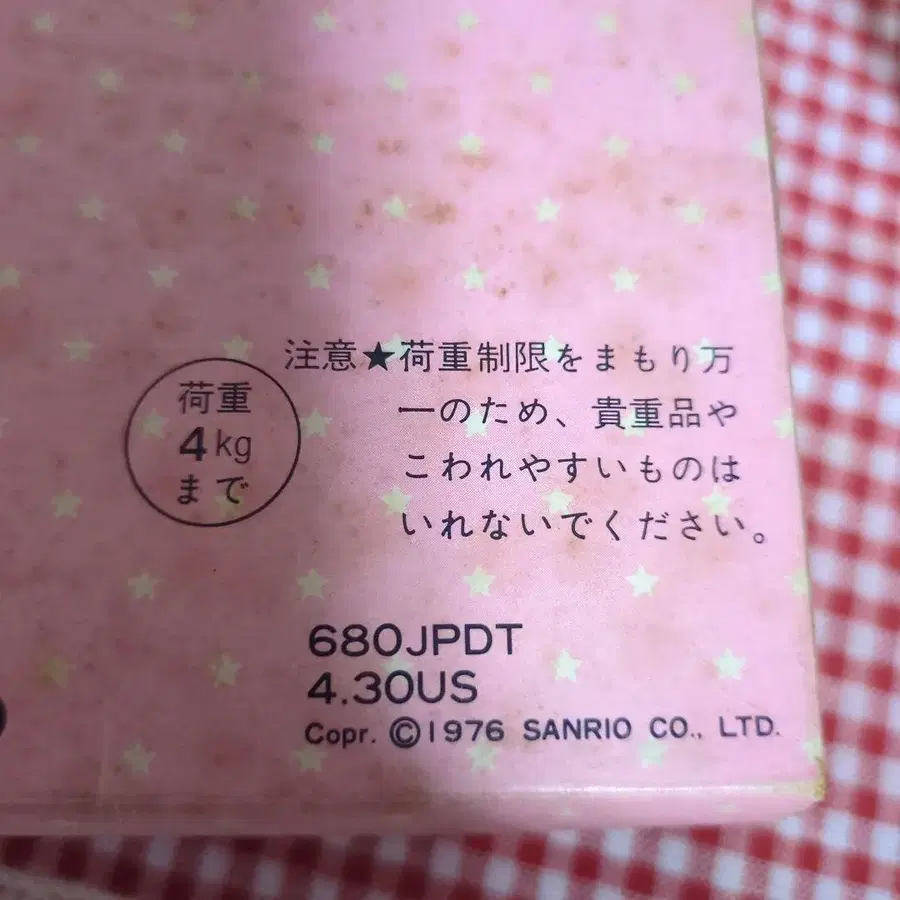 荷重
4kg
まで
注意★荷重制限をまもり万
一のため、貴重品や
こわれやすいものは
いれないでください。
680JPDT
4.30US
Copr. ©1976 SANRIO CO., LTD.